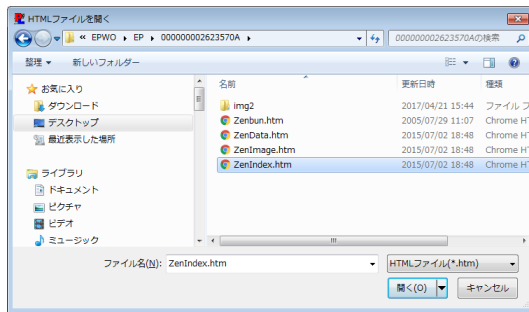 HTMLファイルを開く
« EPWO ▸ EP ▸ 000000002623570A ▸
000000002623570Aの検索
整理 ▼ 新しいフォルダー
名前 更新日時 種類
お気に入り
ダウンロード
デスクトップ
最近表示した場所
ライブラリ
ドキュメント
ピクチャ
ビデオ
ミュージック
img2 2017/04/21 15:44 ファイル フ
Zenbun.htm 2005/07/29 11:07 Chrome HT
ZenData.htm 2015/07/02 18:48 Chrome HT
ZenImage.htm 2015/07/02 18:48 Chrome HT
ZenIndex.htm 2015/07/02 18:48 Chrome HT
ファイル名(N): ZenIndex.htm HTMLファイル(*.htm)
開く(O) キャンセル